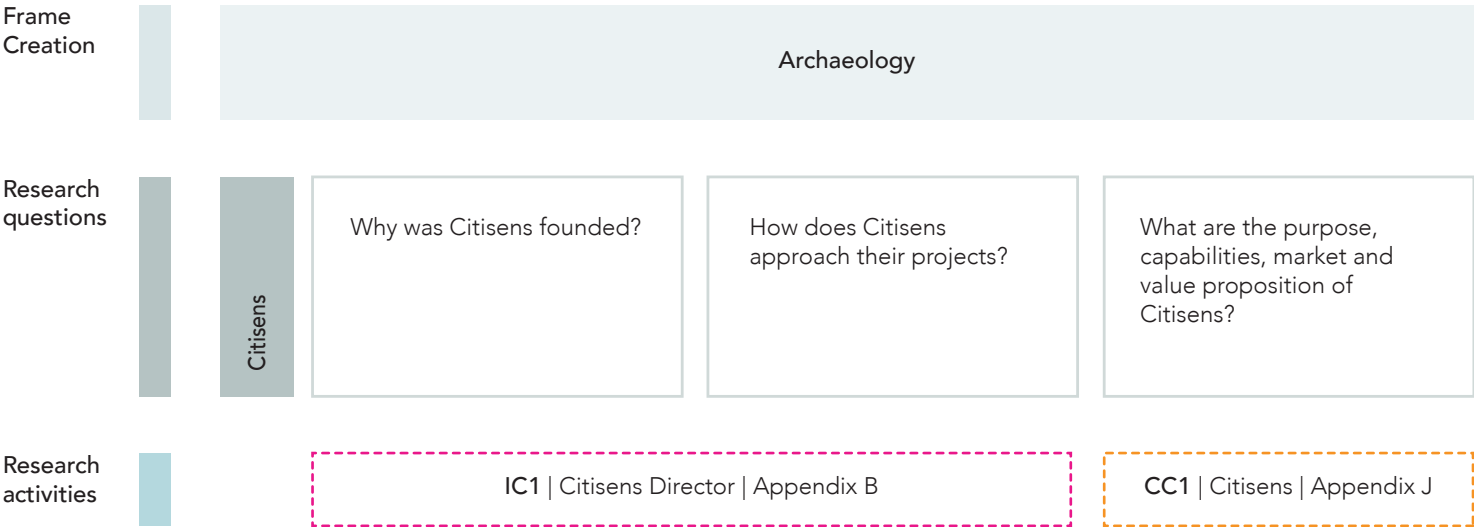 Frame
Creation
Archaeology
Research
questions
Citisens
Why was Citisens founded?
How does Citisens
approach their projects?
What are the purpose,
capabilities, market and
value proposition of
Citisens?
Research
activities
IC1 | Citisens Director | Appendix B
CC1 | Citisens | Appendix J